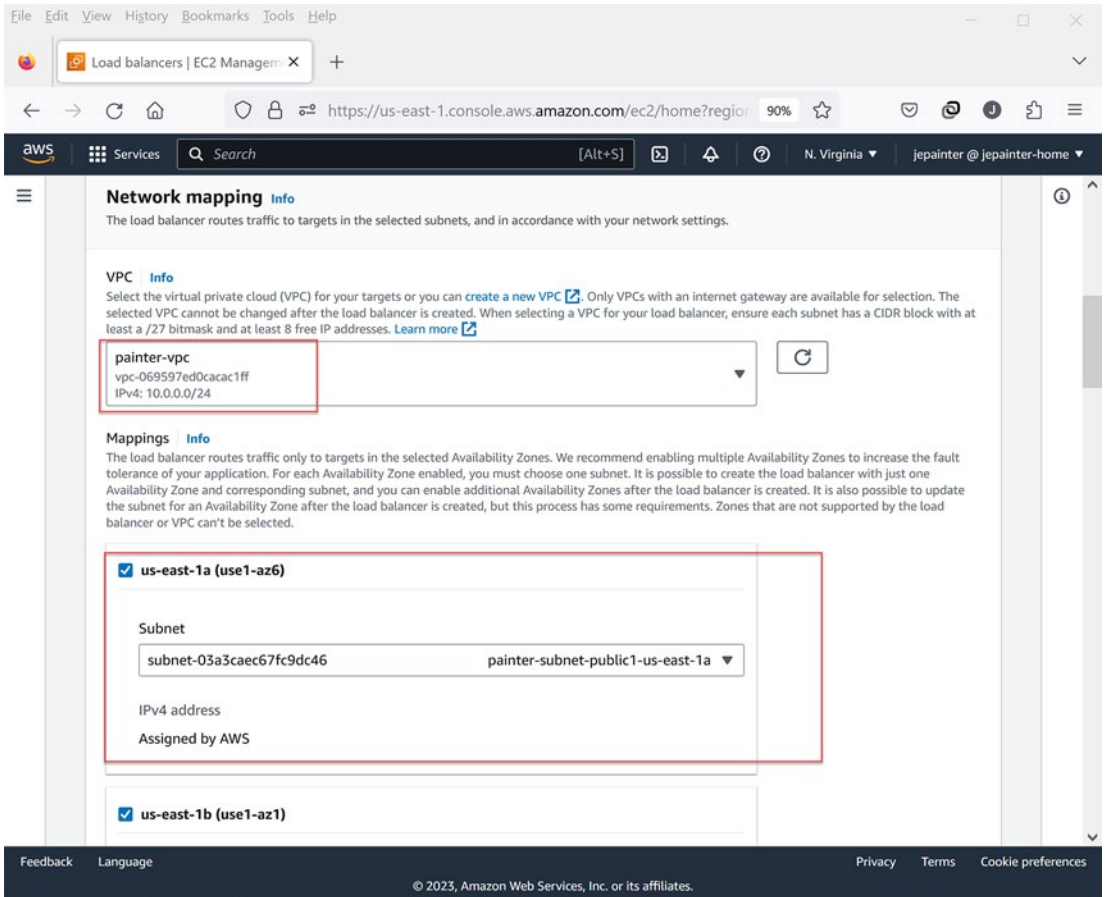 File Edit View History Bookmarks Tools Help
Load balancers | EC2 Managem
https://us-east-1.console.aws.amazon.com/ec2/home?region 90%
aws Services Search [Alt+S] N. Virginia jepainter @ jepainter-home
Network mapping Info
The load balancer routes traffic to targets in the selected subnets, and in accordance with your network settings.
VPC Info
Select the virtual private cloud (VPC) for your targets or you can create a new VPC. Only VPCs with an internet gateway are available for selection. The
selected VPC cannot be changed after the load balancer is created. When selecting a VPC for your load balancer, ensure each subnet has a CIDR block with at
least a /27 bitmask and at least 8 free IP addresses. Learn more
painter-vpc
vpc-069597ed0cacac1ff
IPv4: 10.0.0.0/24
Mappings Info
The load balancer routes traffic only to targets in the selected Availability Zones. We recommend enabling multiple Availability Zones to increase the fault
tolerance of your application. For each Availability Zone enabled, you must choose one subnet. It is possible to create the load balancer with just one
Availability Zone and corresponding subnet, and you can enable additional Availability Zones after the load balancer is created. It is also possible to update
the subnet for an Availability Zone after the load balancer is created, but this process has some requirements. Zones that are not supported by the load
balancer or VPC can't be selected.
us-east-1a (use1-az6)
Subnet
subnet-03a3caec67fc9dc46 painter-subnet-public1-us-east-1a
IPv4 address
Assigned by AWS
us-east-1b (use1-az1)
Feedback Language Privacy Terms Cookie preferences
© 2023, Amazon Web Services, Inc. or its affiliates.